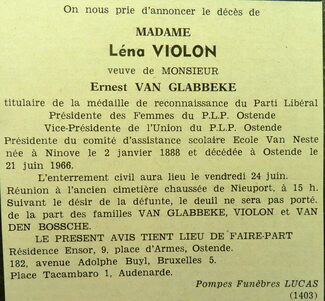 On nous prie d'annoncer le décès de
MADAME
Léna VIOLON
veuve de MONSIEUR
Ernest VAN GLABBEKE
titulaire de la médaille de reconnaissance du Parti Libéral
Présidente des Femmes du P.L.P. Ostende
Vice-Présidente de l'Union du P.L.P. Ostende
Présidente du comité d'assistance scolaire Ecole Van Neste
née à Ninove le 2 janvier 1888 et décédée à Ostende le
21 juin 1966.
L'enterrement civil aura lieu le vendredi 24 juin.
Réunion à l'ancien cimetière chaussée de Nieuport, à 15 h.
Suivant le désir de la défunte, le deuil ne sera pas porté.
de la part des familles VAN GLABBEKE, VIOLON et VAN
DEN BOSSCHE.
LE PRESENT AVIS TIENT LIEU DE FAIRE-PART
Résidence Ensor, 9, place d'Armes, Ostende.
182, avenue Adolphe Buyl, Bruxelles 5.
Place Tacambaro 1, Audenarde.
Pompes Funèbres LUCAS
(1403)